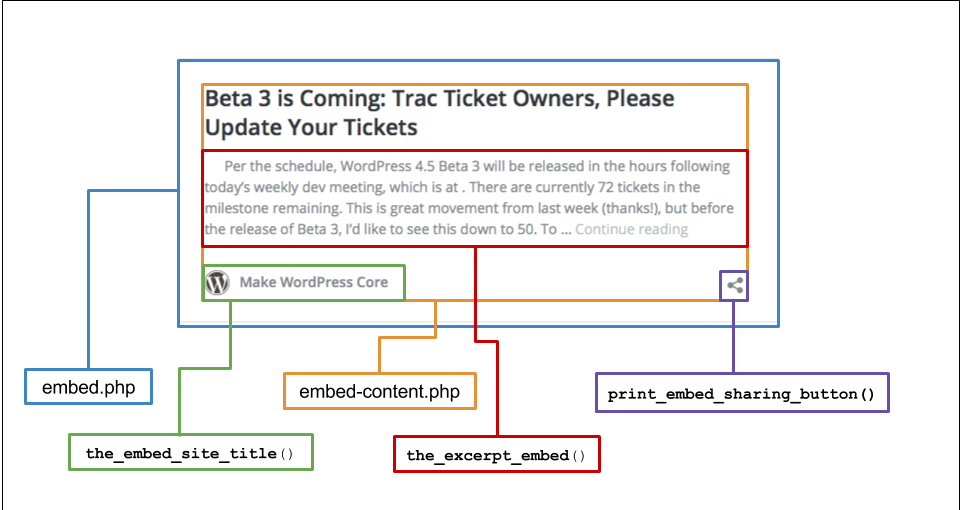 Beta 3 is Coming: Trac Ticket Owners, Please
Update Your Tickets
Per the schedule, WordPress 4.5 Beta 3 will be released in the hours following
today's weekly dev meeting, which is at . There are currently 72 tickets in the
milestone remaining. This is great movement from last week (thanks!), but before
the release of Beta 3, I'd like to see this down to 50. To ... Continue reading
Make WordPress Core
embed.php
embed-content.php
print_embed_sharing_button()
the_embed_site_title()
the_excerpt_embed()